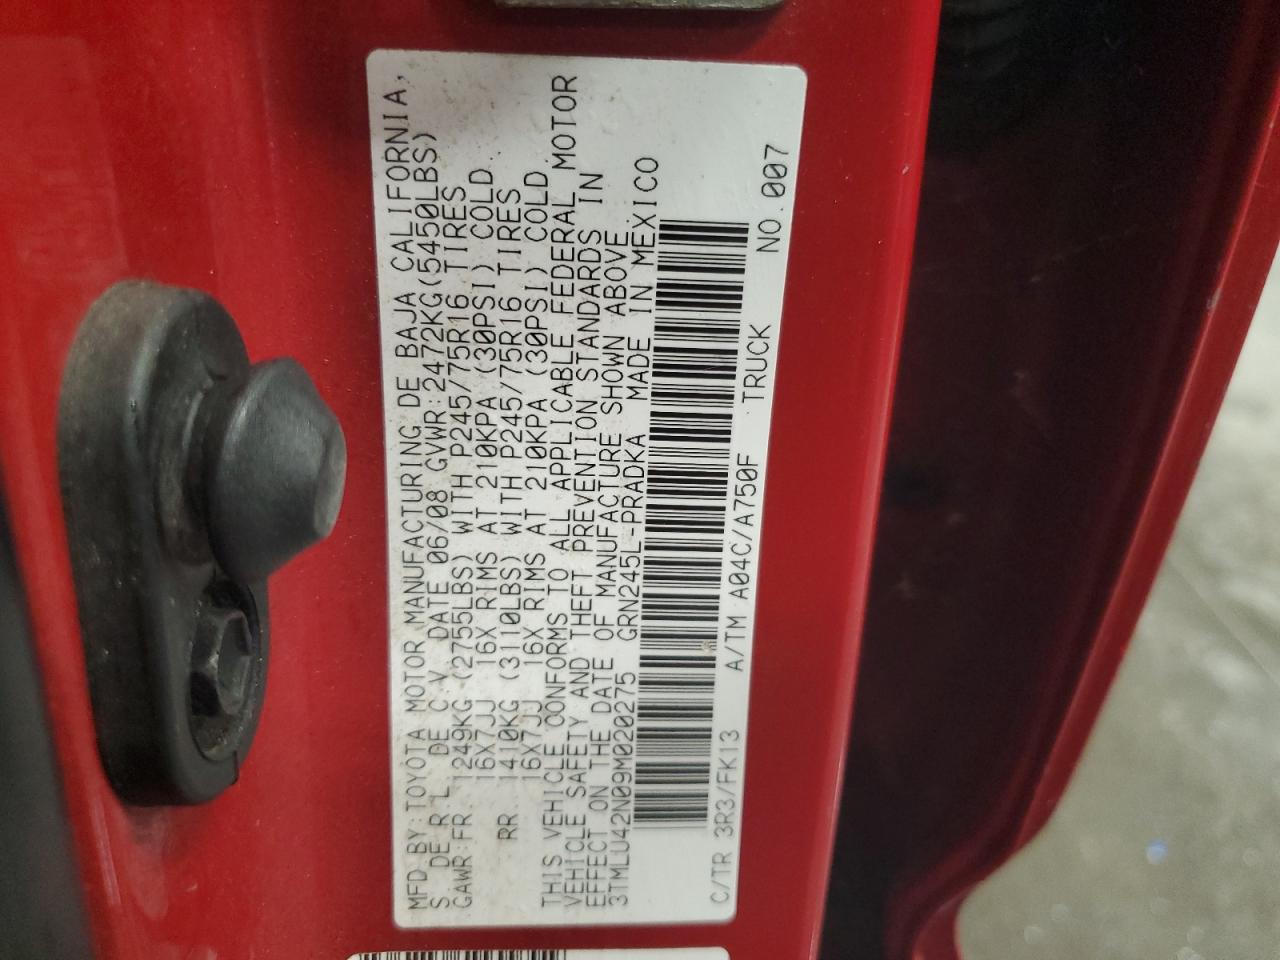 MFD BY: TOYOTA MOTOR MANUFACTURING DE BAJA CALIFORNIA,
S. DE R.L. DE C.V. DATE 06/08 GVWR:2472KG(5450LBS)
GAWR:FR. 1249KG (2755LBS) WITH P245/75R16 TIRES
16X7JJ 16X RIMS AT 210KPA (30PSI) COLD.
RR. 1410KG (3110LBS) WITH P245/75R16 TIRES
16X7JJ 16X RIMS AT 210KPA (30PSI) COLD
THIS VEHICLE CONFORMS TO ALL APPLICABLE FEDERAL MOTOR
VEHICLE SAFETY AND THEFT PREVENTION STANDARDS IN
EFFECT ON THE DATE OF MANUFACTURE SHOWN ABOVE
3TMLU42N09M020275 GRN245L-PRADKA MADE IN MEXICO
C/TR 3R3/FK13 A/TM A04C/A750F TRUCK NO.007